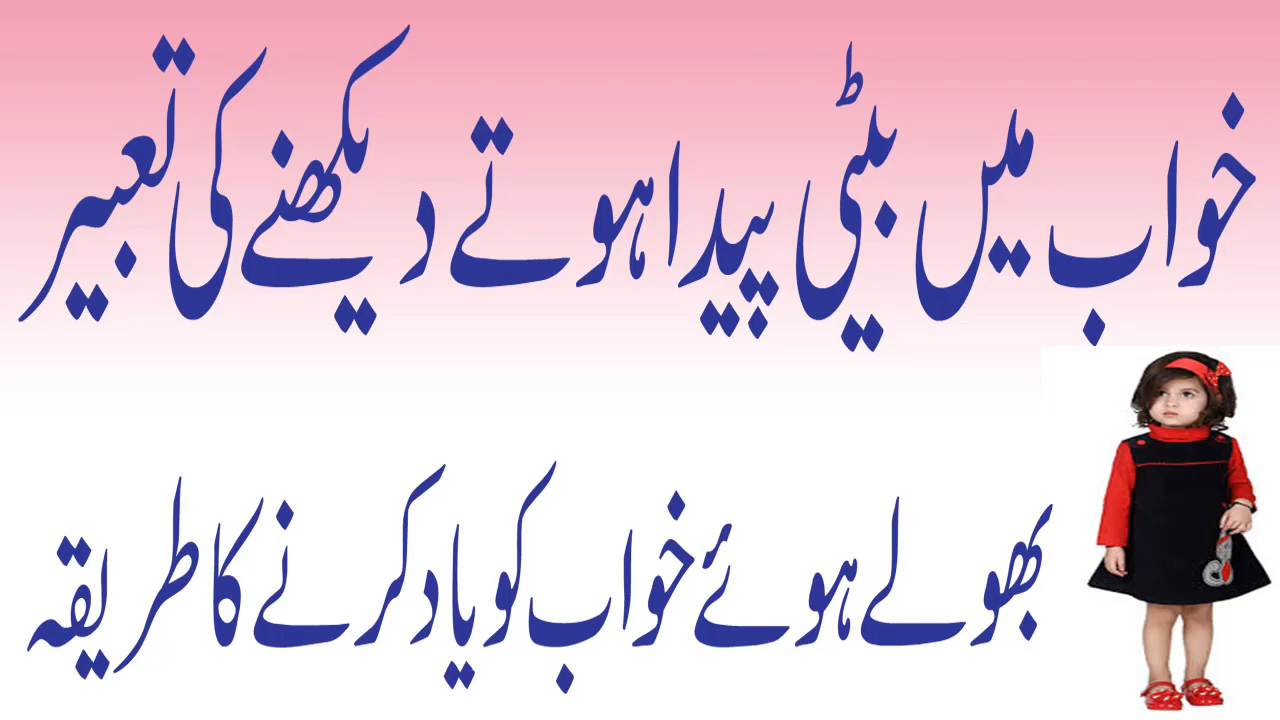 خواب میں بیٹی پیدا ہوتے دیکھنے کی تعبیر
بھولے ہوئے خواب کو یاد کرنے کا طریقہ